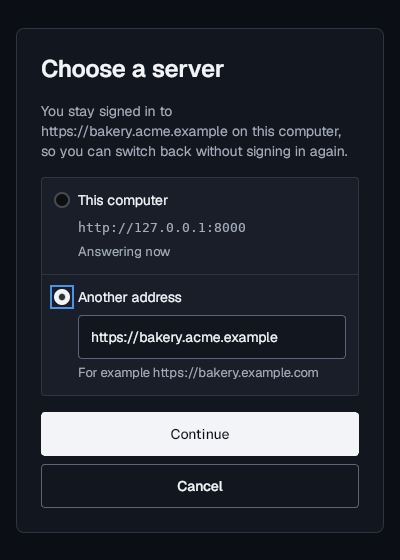 Choose a server
You stay signed in to
https://bakery.acme.example on this computer,
so you can switch back without signing in again.
This computer
http://127.0.0.1:8000
Answering now
Another address
https://bakery.acme.example
For example https://bakery.example.com
Continue
Cancel